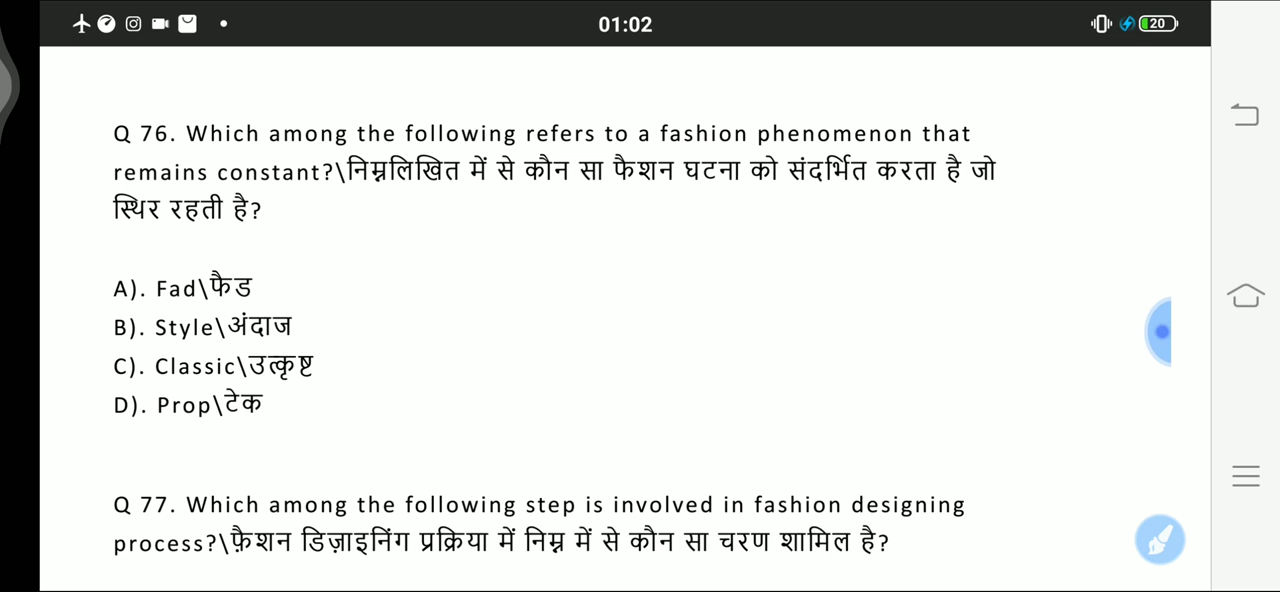 01:02
20
Q 76. Which among the following refers to a fashion phenomenon that
remains constant?\निम्नलिखित में से कौन सा फैशन घटना को संदर्भित करता है जो
स्थिर रहती है?
A). Fad\फैड
B). Style\अंदाज
C). Classic\उत्कृष्ट
D). Prop\टेक
Q 77. Which among the following step is involved in fashion designing
process?\फ़ैशन डिज़ाइनिंग प्रक्रिया में निम्न में से कौन सा चरण शामिल है?